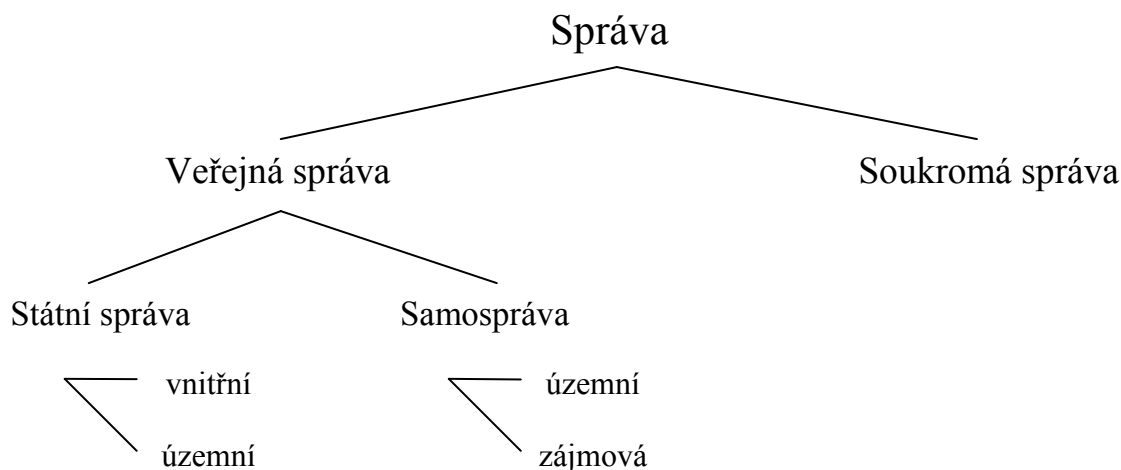 Správa
Veřejná správa
Soukromá správa
Státní správa
Samospráva
vnitřní
územní
územní
zájmová